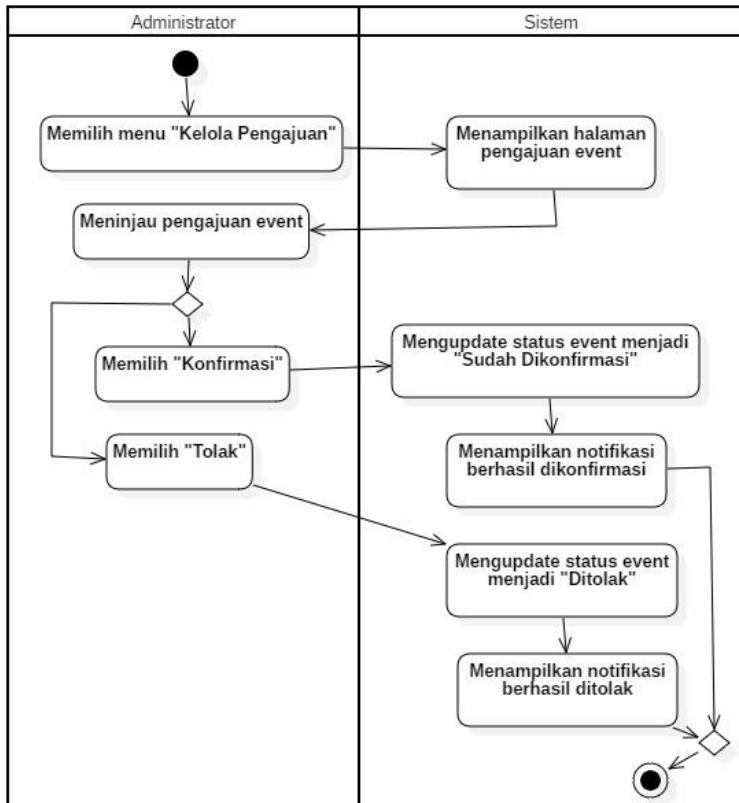 Administrator
Sistem
Memilih menu "Kelola Pengajuan"
Menampilkan halaman
pengajuan event
Meninjau pengajuan event
Memilih "Konfirmasi"
Mengupdate status event menjadi
"Sudah Dikonfirmasi"
Memilih "Tolak"
Menampilkan notifikasi
berhasil dikonfirmasi
Mengupdate status event
menjadi "Ditolak"
Menampilkan notifikasi
berhasil ditolak